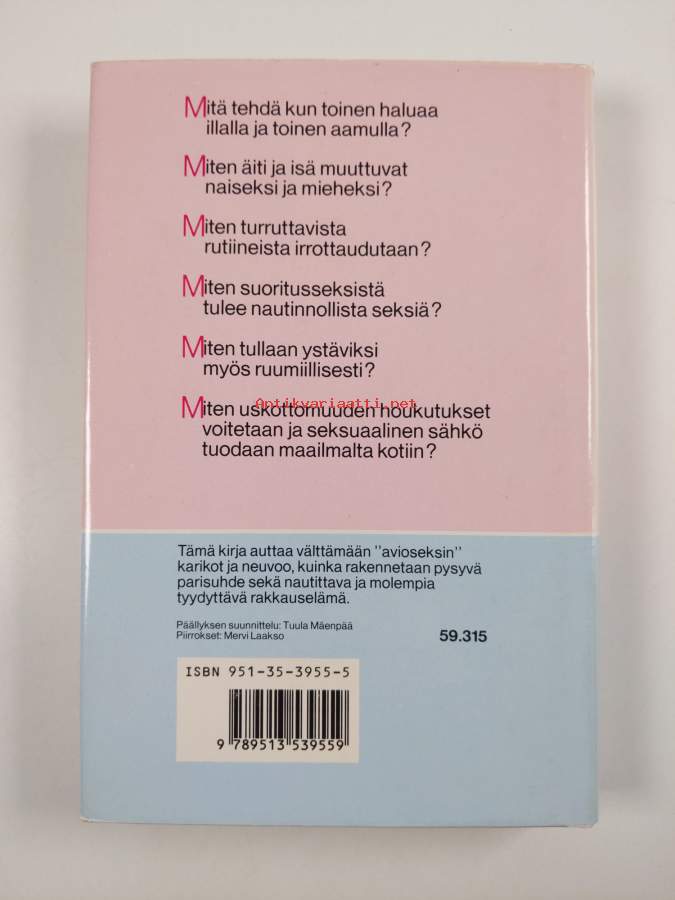 Mitä tehdä kun toinen haluaa
illalla ja toinen aamulla?
Miten äiti ja isä muuttuvat
naiseksi ja mieheksi?
Miten turruttavista
rutiineista irrottaudutaan?
Miten suoritusseksistä
tulee nautinnollista seksiä?
Miten tullaan ystäviksi
myös ruumiillisesti?
Antikvariaatti.net
Miten uskottomuuden houkutukset
voitetaan ja seksuaalinen sähkö
tuodaan maailmalta kotiin?
Tämä kirja auttaa välttämään "avioseksin"
karikot ja neuvoo, kuinka rakennetaan pysyvä
parisuhde sekä nautittava ja molempia
tyydyttävä rakkauselämä.
Päällyksen suunnittelu: Tuula Mäenpää
Piirrokset: Mervi Laakso
59.315
ISBN 951-35-3955-5
9 789513 539559